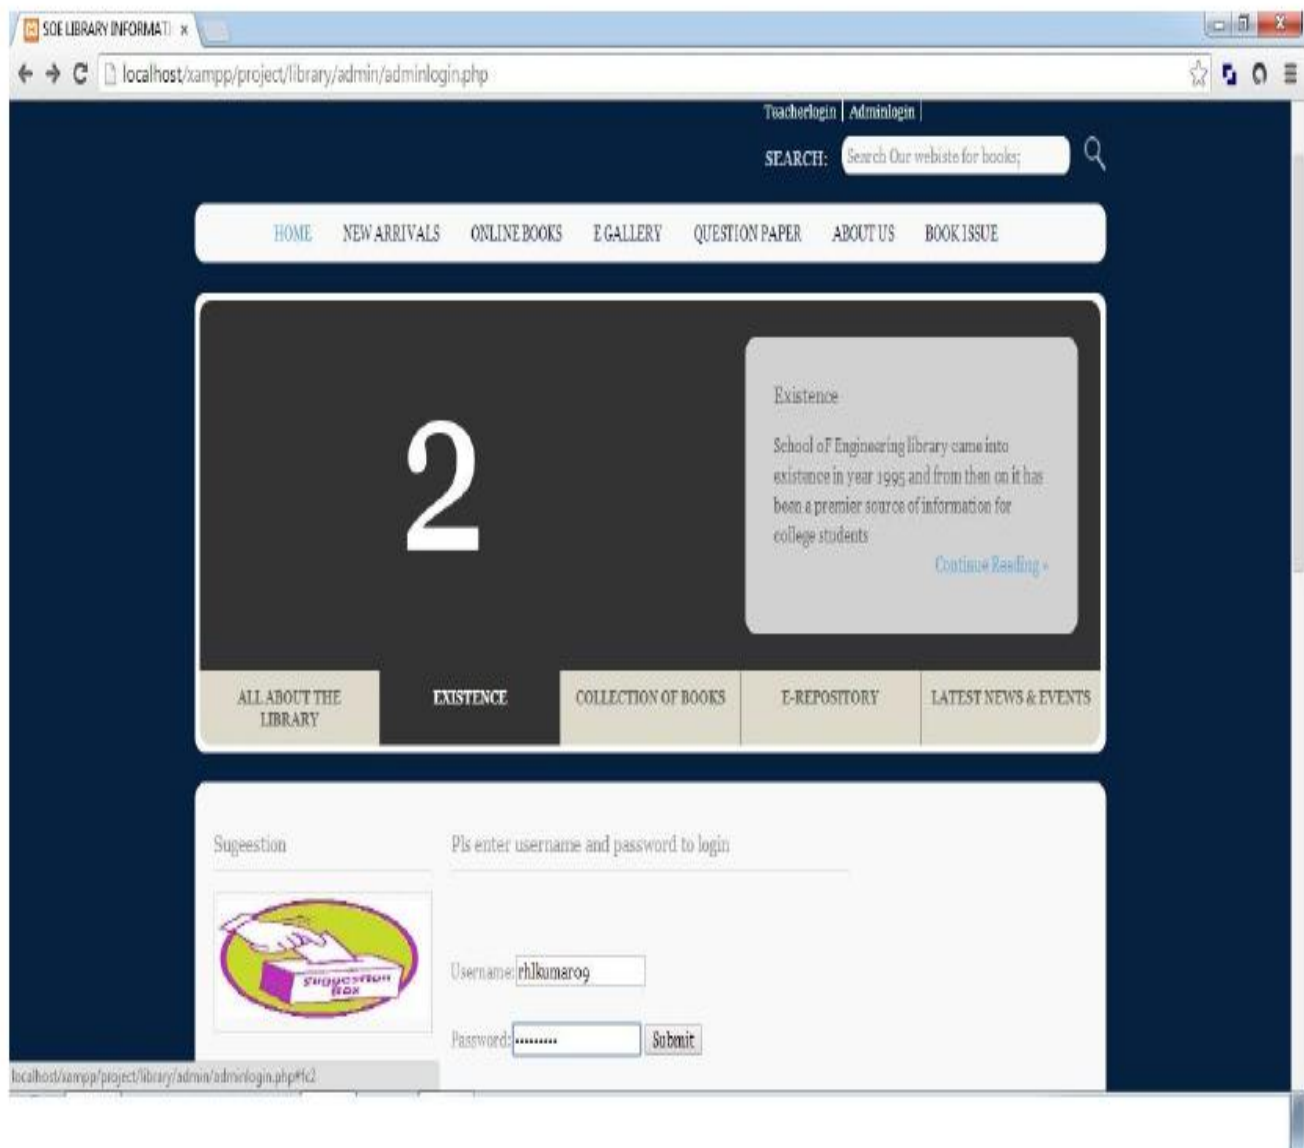 SOE LIBRARY INFORMATI
localhost/xampp/project/library/admin/adminlogin.php
Teacherlogin | Adminlogin |
SEARCH: Search Our webiste for books;
HOME NEW ARRIVALS ONLINE BOOKS E GALLERY QUESTION PAPER ABOUT US BOOK ISSUE
2
Existence
School oF Engineering library came into
existence in year 1995 and from then on it has
been a premier source of information for
college students
Continue Reading »
ALL ABOUT THE
LIBRARY
EXISTENCE
COLLECTION OF BOOKS
E-REPOSITORY
LATEST NEWS & EVENTS
Sugeestion
Suggestion
Box
Pls enter username and password to login
Username: rhlkumar09
Password: •••••••••
Submit
localhost/xampp/project/library/admin/adminlogin.php#fc2